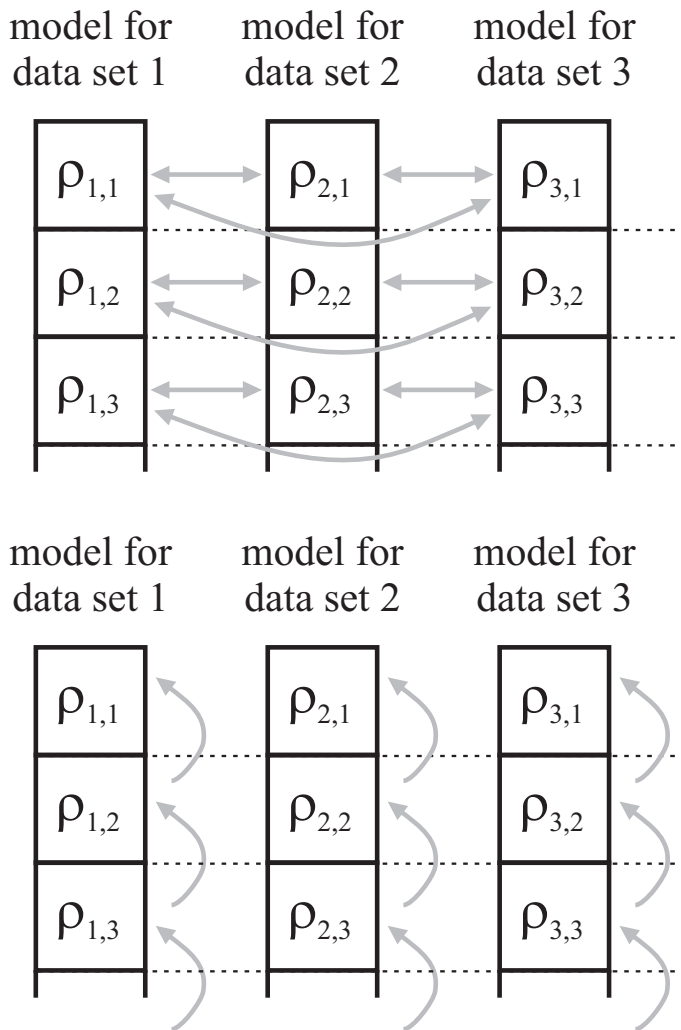 model for model for model for
data set 1 data set 2 data set 3
ρ1,1 ρ2,1 ρ3,1
ρ1,2 ρ2,2 ρ3,2
ρ1,3 ρ2,3 ρ3,3
model for model for model for
data set 1 data set 2 data set 3
ρ1,1 ρ2,1 ρ3,1
ρ1,2 ρ2,2 ρ3,2
ρ1,3 ρ2,3 ρ3,3